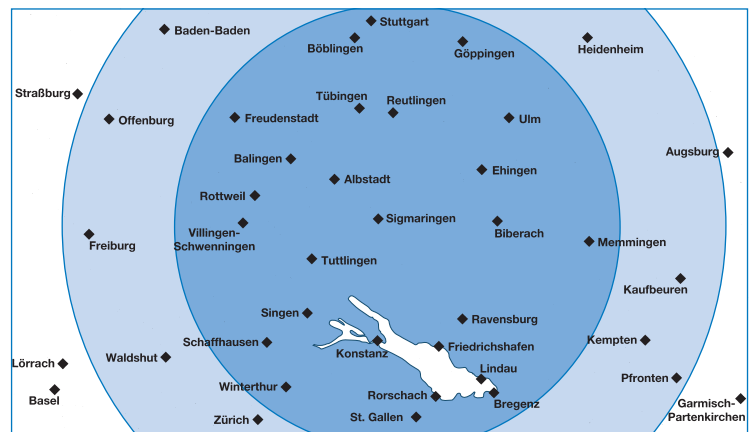 Stuttgart
Baden-Baden
Böblingen
Göppingen
Heidenheim
Straßburg
Tübingen
Reutlingen
Offenburg
Freudenstadt
Ulm
Augsburg
Balingen
Ehingen
Albstadt
Rottweil
Sigmaringen
Villingen-
Schwenningen
Biberach
Freiburg
Memmingen
Tuttlingen
Kaufbeuren
Singen
Ravensburg
Schaffhausen
Kempten
Konstanz
Friedrichshafen
Waldshut
Lörrach
Lindau
Pfronten
Winterthur
Rorschach
Basel
Bregenz
Garmisch-
Partenkirchen
Zürich
St. Gallen